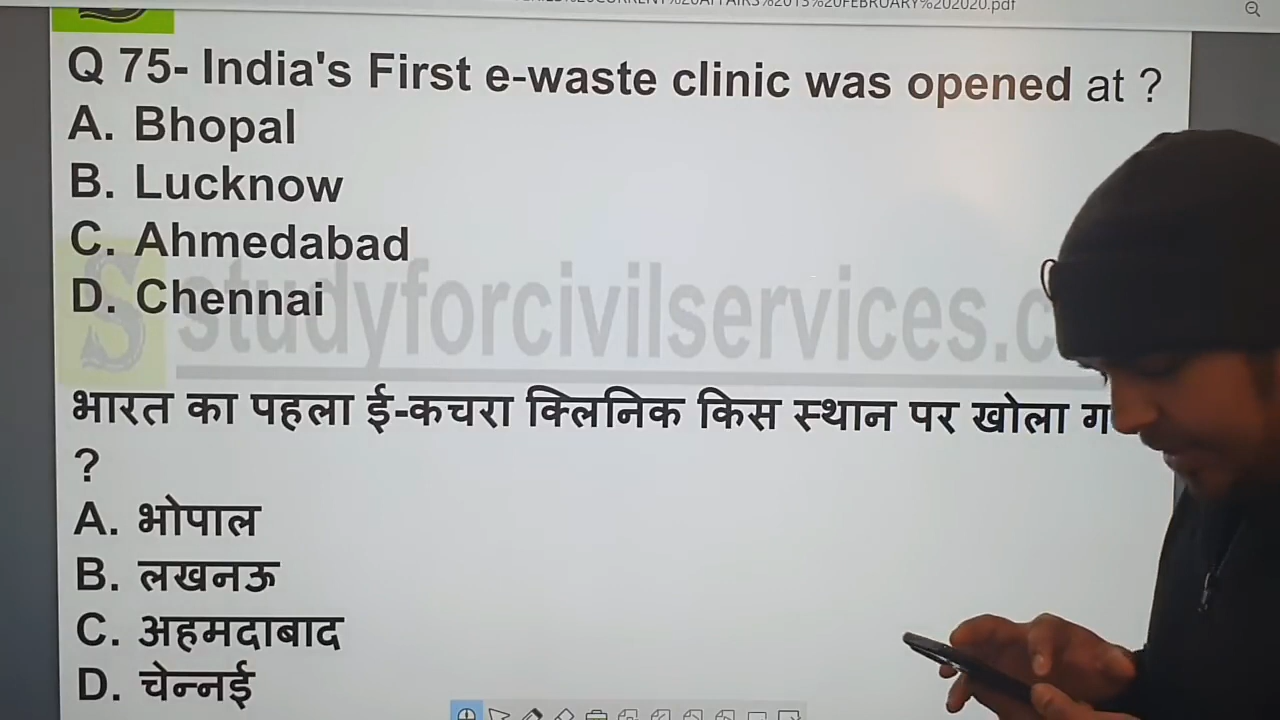 Q 75- India's First e-waste clinic was opened at ?
A. Bhopal
B. Lucknow
C. Ahmedabad
D. Chennai
studyforcivilservices.c
भारत का पहला ई-कचरा क्लिनिक किस स्थान पर खोला
?
A. भोपाल
B. लखनऊ
C. अहमदाबाद
D. चेन्नई